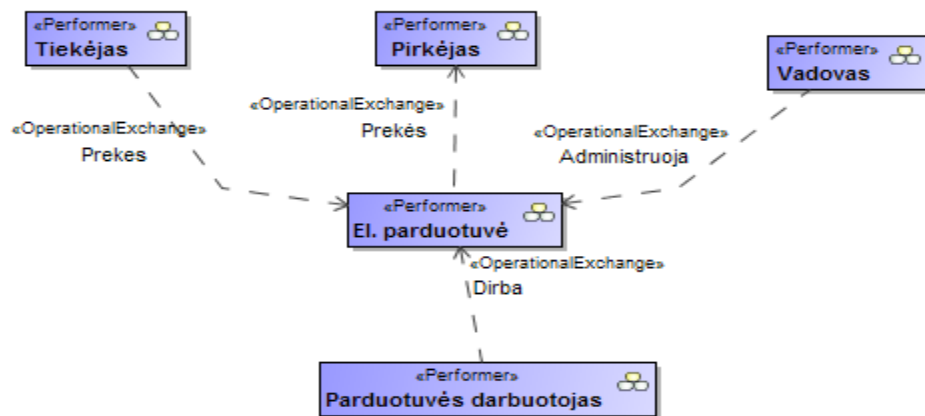 «Performer»
Tiekėjas
«Performer»
Pirkėjas
«Performer»
Vadovas
«OperationalExchange»
Prekes
«OperationalExchange»
Prekės
«OperationalExchange»
Administruoja
«Performer»
El. parduotuvė
«OperationalExchange»
Dirba
«Performer»
Parduotuvės darbuotojas